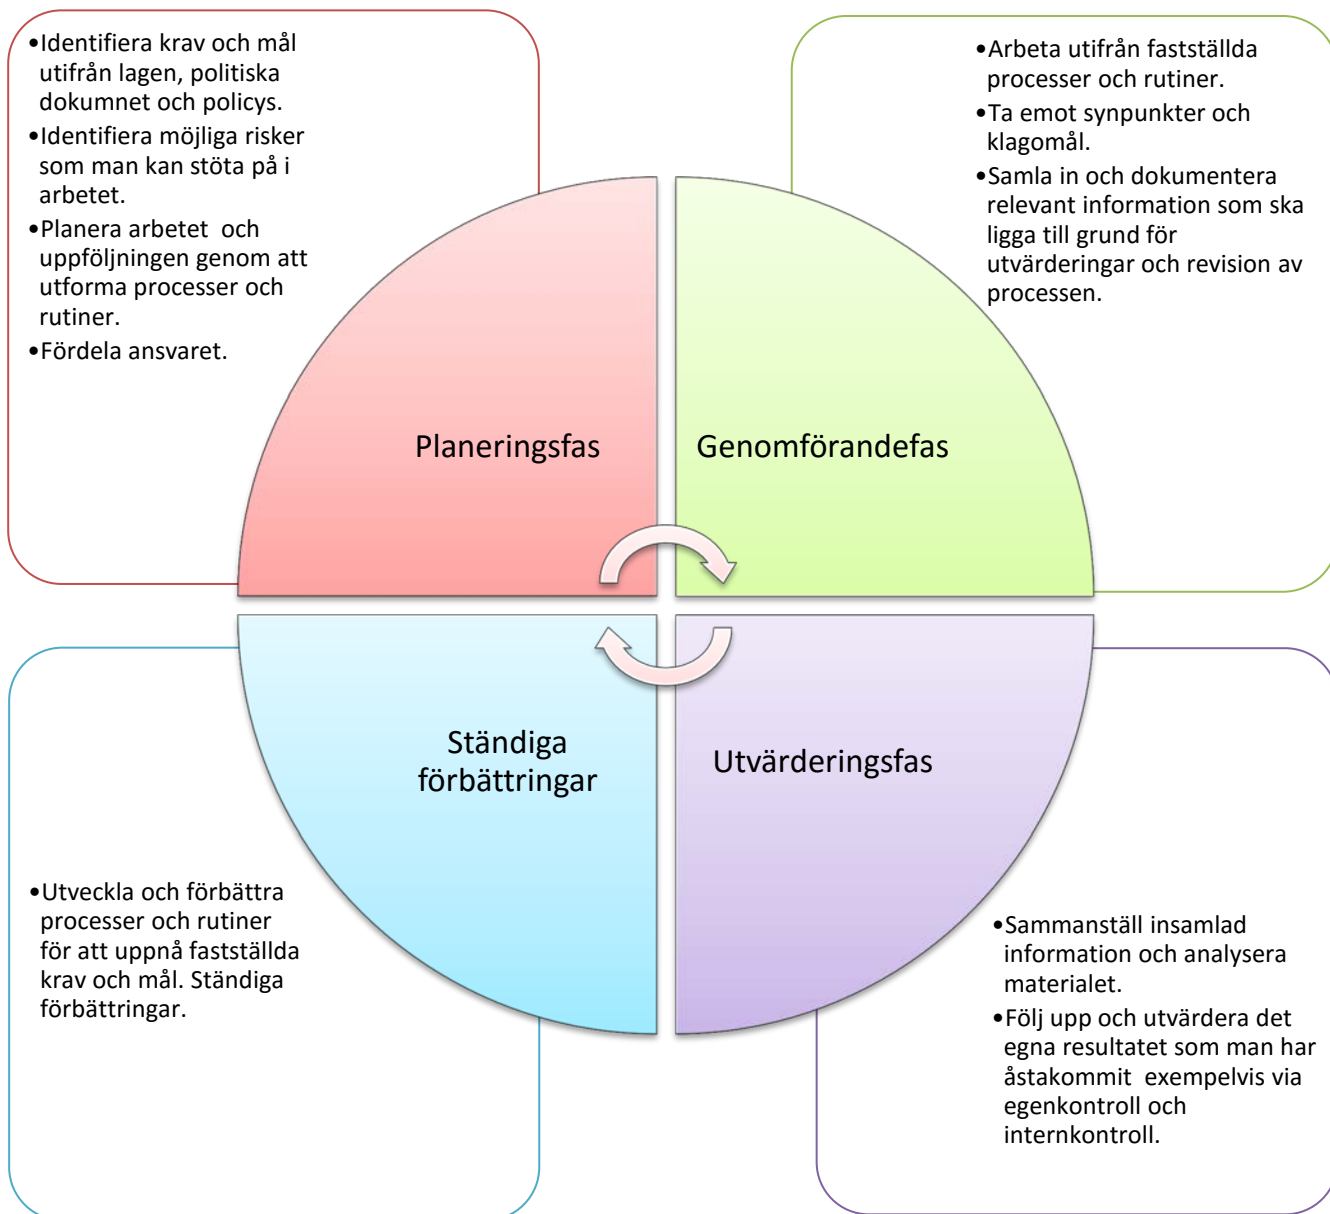 •Identifiera krav och mål
utifrån lagen, politiska
dokumnet och policys.
•Identifiera möjliga risker
som man kan stöta på i
arbetet.
•Planera arbetet  och
uppföljningen genom att
utforma processer och
rutiner.
•Fördela ansvaret.
•Arbeta utifrån fastställda
processer och rutiner.
•Ta emot synpunkter och
klagomål.
•Samla in och dokumentera
relevant information som ska
ligga till grund för
utvärderingar och revision av
processen.
Planeringsfas
Genomförandefas
Ständiga
förbättringar
Utvärderingsfas
•Utveckla och förbättra
processer och rutiner
för att uppnå fastställda
krav och mål. Ständiga
förbättringar.
•Sammanställ insamlad
information och analysera
materialet.
•Följ upp och utvärdera det
egna resultatet som man har
åstakommit  exempelvis via
egenkontroll och
internkontroll.